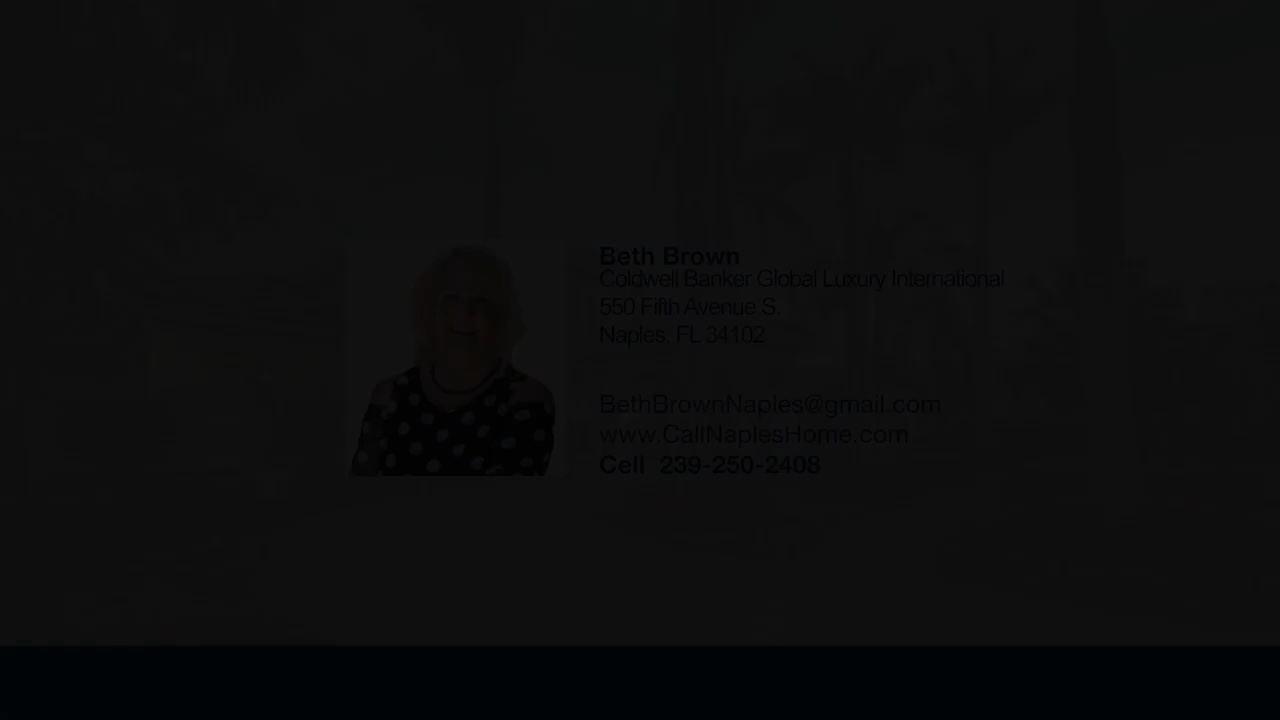 Beth Brown
Coldwell Banker Global Luxury International
550 Fifth Avenue S.
Naples, FL 34102
BethBrownNaples@gmail.com
www.CallNaplesHome.com
Cell 239-250-2408